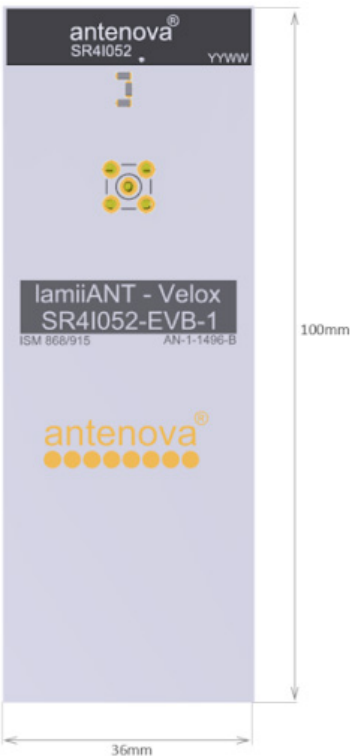 antenova®
SR4I052
YYWW
lamiiANT - Velox
SR4I052-EVB-1
ISM 868/915 AN-1-1496-B
100mm
antenova®
36mm